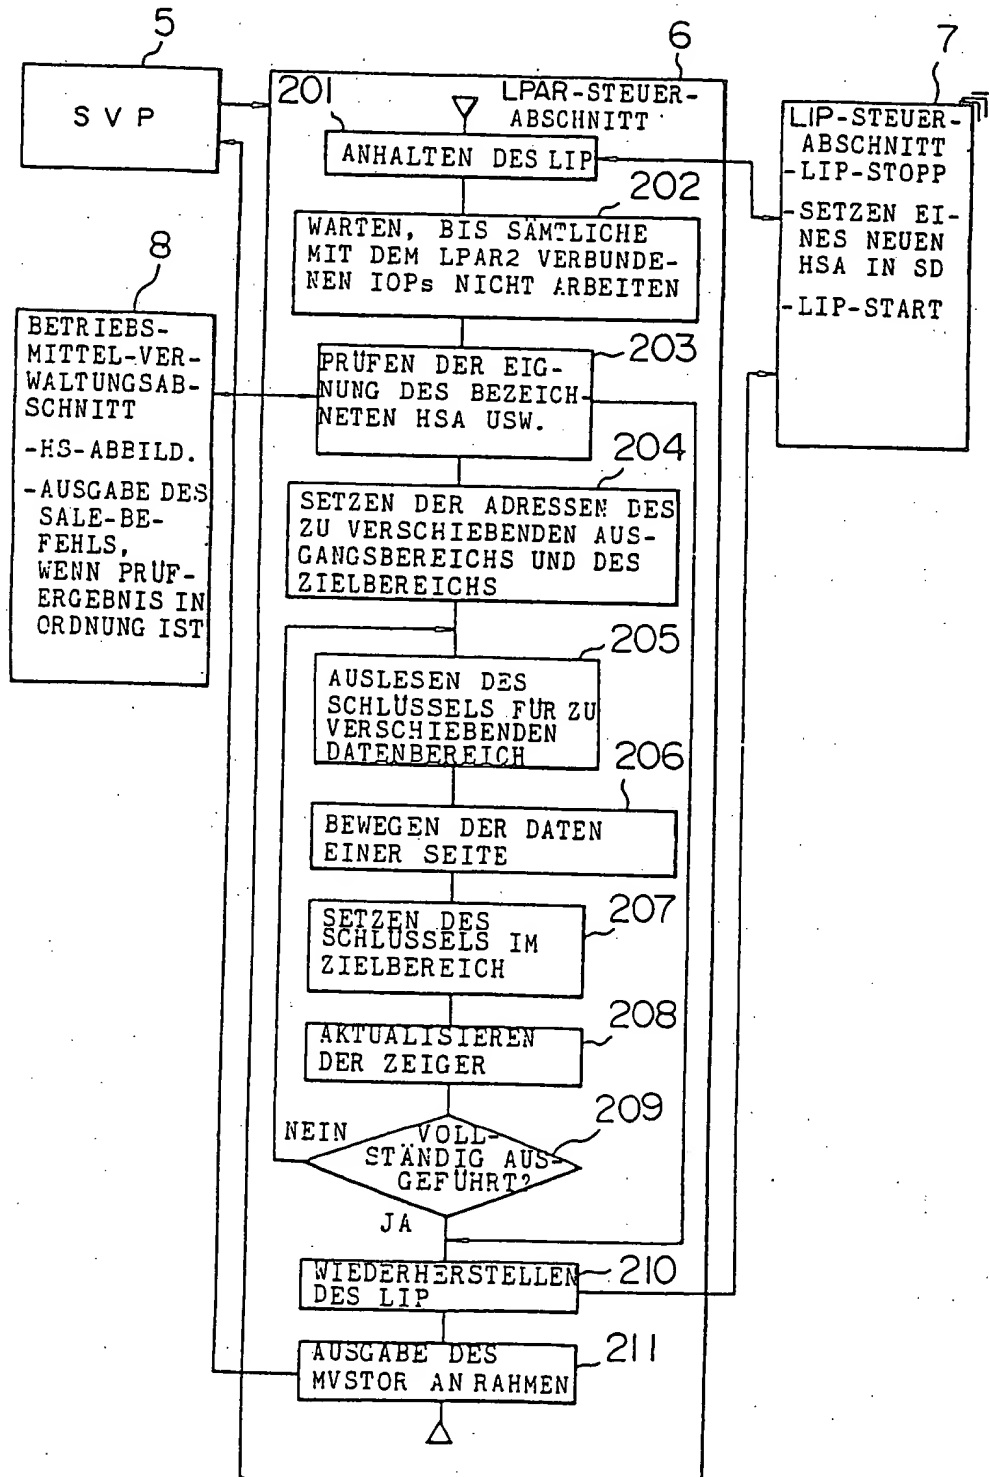 5
SVP
6
LPAR-STEUER-
ABSCHNITT
201
ANHALTEN DES LIP
202
WARTEN, BIS SÄMTLICHE
MIT DEM LPAR2 VERBUNDE-
NEN IOPs NICHT ARBEITEN
203
PRÜFEN DER EIG-
NUNG DES BEZEICH-
NETEN HSA USW.
204
SETZEN DER ADRESSEN DES
ZU VERSCHIEBENDEN AUS-
GANGSBEREICHS UND DES
ZIELBEREICHS
205
AUSLESEN DES
SCHLÜSSELS FÜR ZU
VERSCHIEBENDEN
DATENBEREICH
206
BEWEGEN DER DATEN
EINER SEITE
207
SETZEN DES
SCHLÜSSELS IM
ZIELBEREICH
208
AKTUALISIEREN
DER ZEIGER
209
NEIN
VOLL-
STÄNDIG AUS-
GEFÜHRT?
JA
210
WIEDERHERSTELLEN
DES LIP
211
AUSGABE DES
MVSTOR AN RAHMEN
7
LIP-STEUER-
ABSCHNITT
-LIP-STOPP
-SETZEN EI-
NES NEUEN
HSA IN SD
-LIP-START
8
BETRIEBS-
MITTEL-VER-
WALTUNGSAB-
SCHNITT
-HS-ABBILD.
-AUSGABE DES
SALE-BE-
FEHLS,
WENN PRÜF-
ERGEBNIS IN
ORDNUNG IST